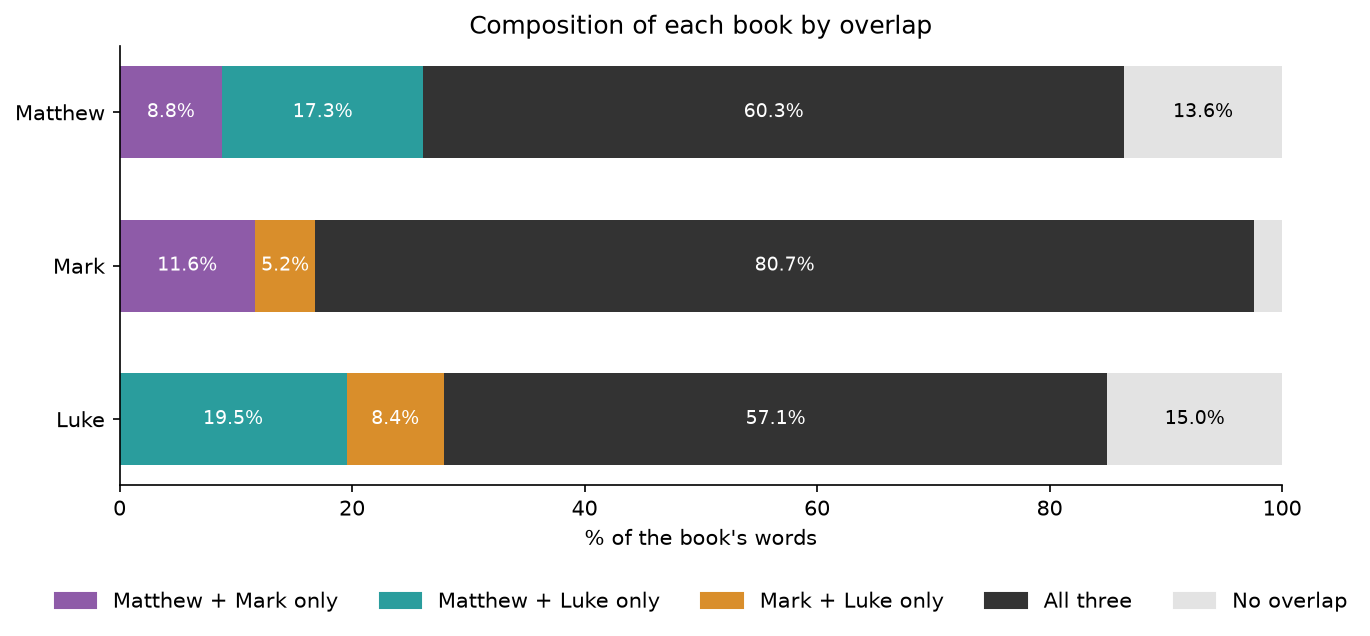 Composition of each book by overlap
Matthew 8.8% 17.3% 60.3% 13.6%
Mark 11.6% 5.2% 80.7%
Luke 19.5% 8.4% 57.1% 15.0%
0 20 40 60 80 100
% of the book's words
Matthew + Mark only Matthew + Luke only Mark + Luke only All three No overlap